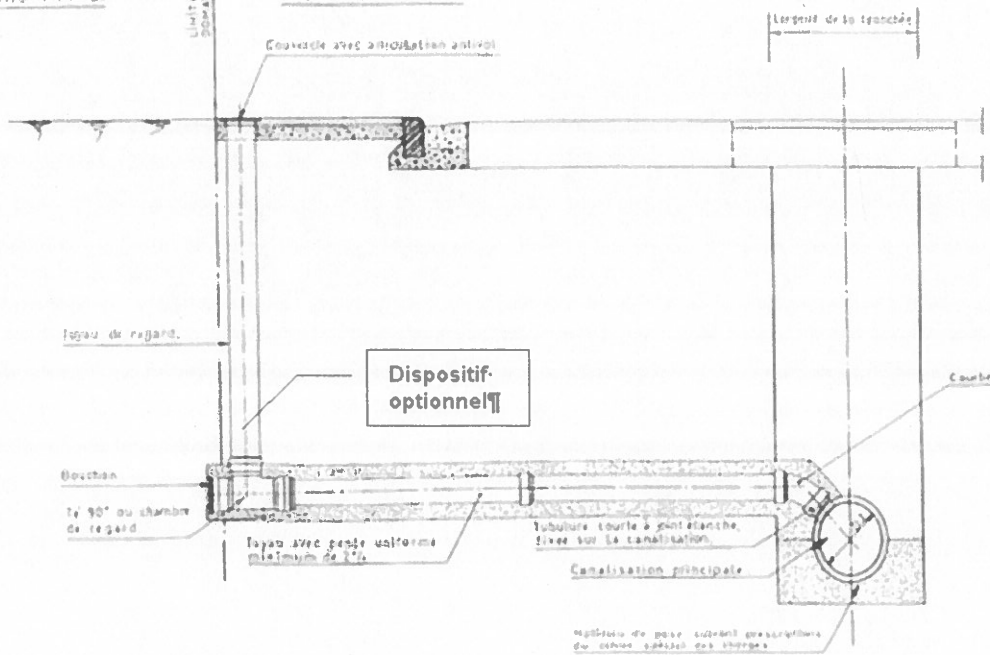 Largeur de la tranchée
Couvercle avec articulation antivol
Tuyau de regard.
Dispositif
optionnel¶
Courbe
Bouchon.
Té 90° ou chambre
de regard.
Tuyau avec pente uniforme
minimum de 2%
Tubulure courte à joint étanche,
fixée sur la canalisation.
Canalisation principale.
Matériau de pose suivant prescriptions
du cahier spécial des charges